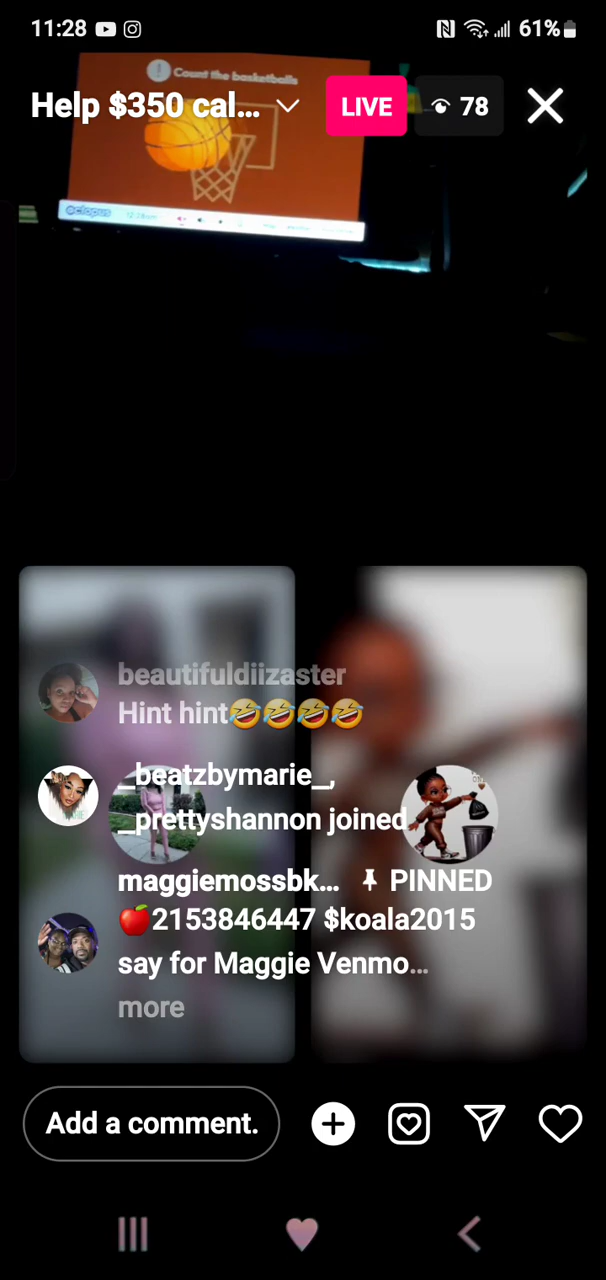 11:28 61%
Count the basketballs
Help $350 cal... LIVE 78
octopus
beautifuldiizaster
Hint hint🤣🤣🤣🤣
_beatzbymarie_,
_prettyshannon joined
maggiemossbk... PINNED
🍎2153846447 $koala2015
say for Maggie Venmo...
more
Add a comment.